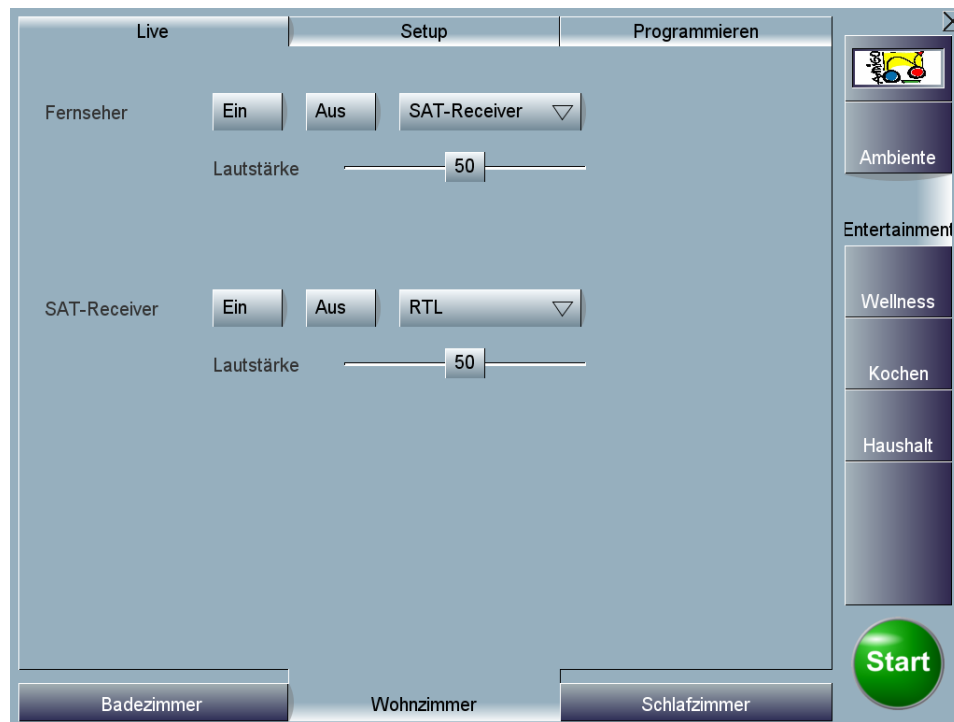 Live Setup Programmieren
AMiGO
Fernseher Ein Aus SAT-Receiver
Lautstärke 50
Ambiente
Entertainment
SAT-Receiver Ein Aus RTL
Lautstärke 50
Wellness
Kochen
Haushalt
Start
Badezimmer Wohnzimmer Schlafzimmer